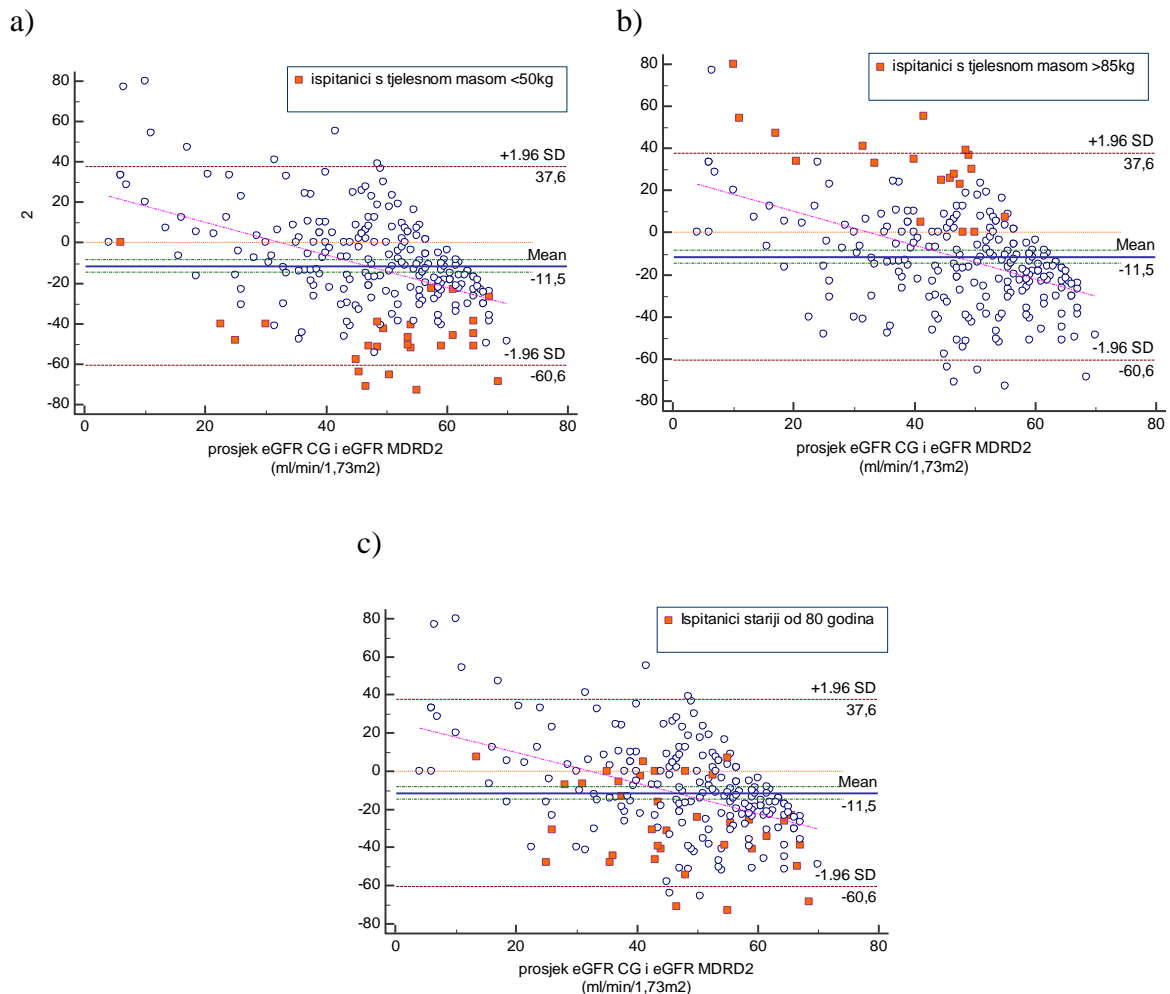 a)
ispitanici s tjelesnom masom <50kg
80
60
40
20
0
-20
-40
-60
-80
2
+1.96 SD
37,6
Mean
-11,5
-1.96 SD
-60,6
0 20 40 60 80
prosjek eGFR CG i eGFR MDRD2
(ml/min/1,73m2)
b)
ispitanici s tjelesnom masom >85kg
80
60
40
20
0
-20
-40
-60
-80
+1.96 SD
37,6
Mean
-11,5
-1.96 SD
-60,6
0 20 40 60 80
prosjek eGFR CG i eGFR MDRD2
(ml/min/1,73m2)
c)
Ispitanici stariji od 80 godina
80
60
40
20
0
-20
-40
-60
-80
+1.96 SD
37,6
Mean
-11,5
-1.96 SD
-60,6
0 20 40 60 80
prosjek eGFR CG i eGFR MDRD2
(ml/min/1,73m2)